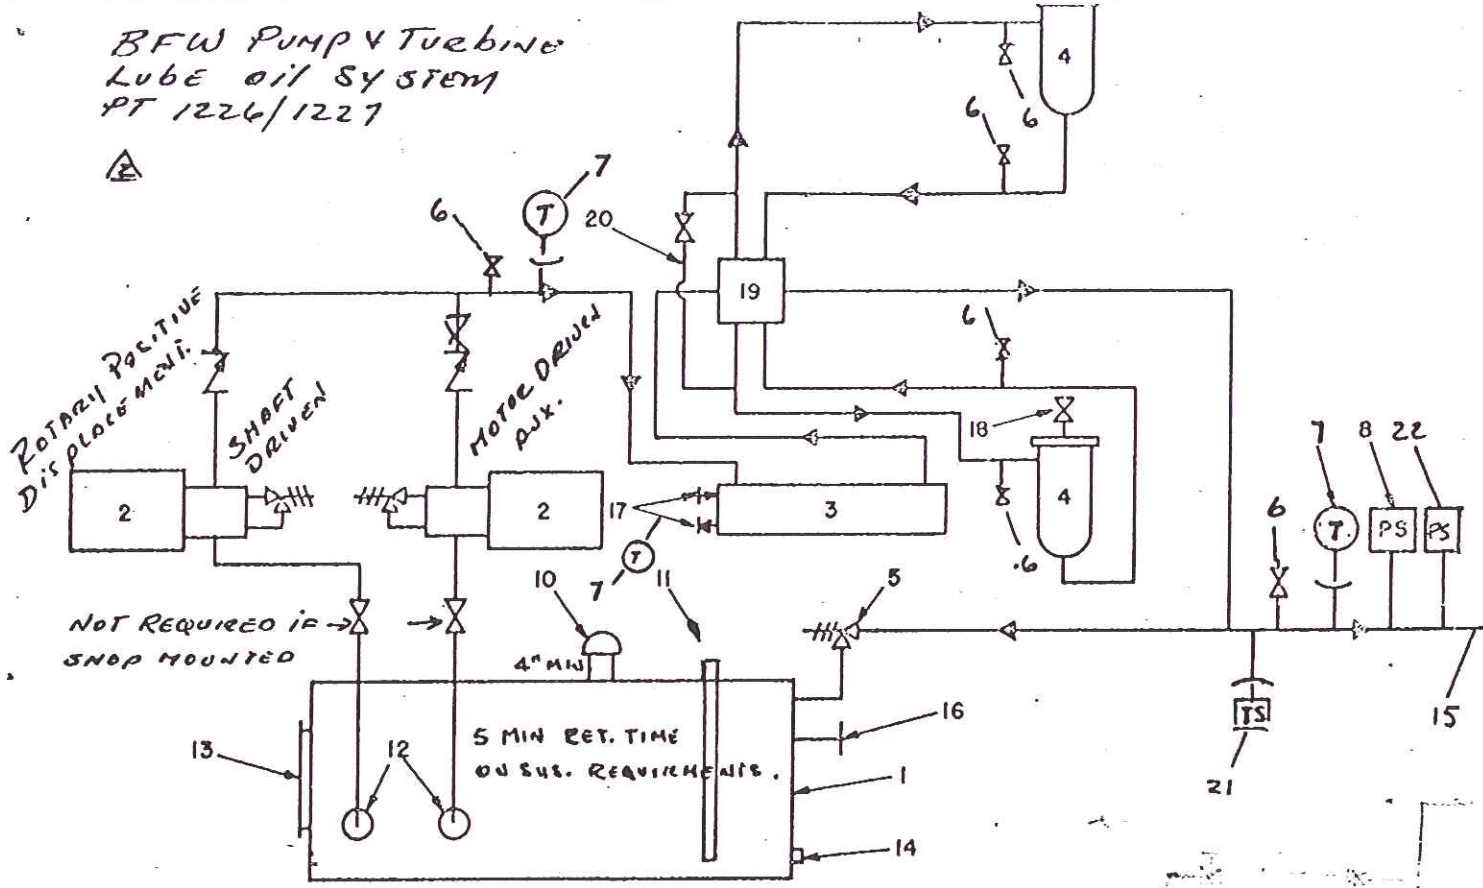 BFW PUMP & TURBINE
LUBE OIL SYSTEM
PT 1226/1227
2
4
6
6
7
T
6
20
19
ROTARY POSITIVE
DISPLACEMENT.
SHAFT
DRIVEN
MOTOR DRIVEN
AUX.
6
18
2
2
17
3
4
6
7
T
7
8
22
T
PS
PS
6
NOT REQUIRED IF
SHOP MOUNTED
10
11
5
4" MIN
16
15
TS
21
13
12
5 MIN RET. TIME
ON SYS. REQUIRMENTS.
1
14